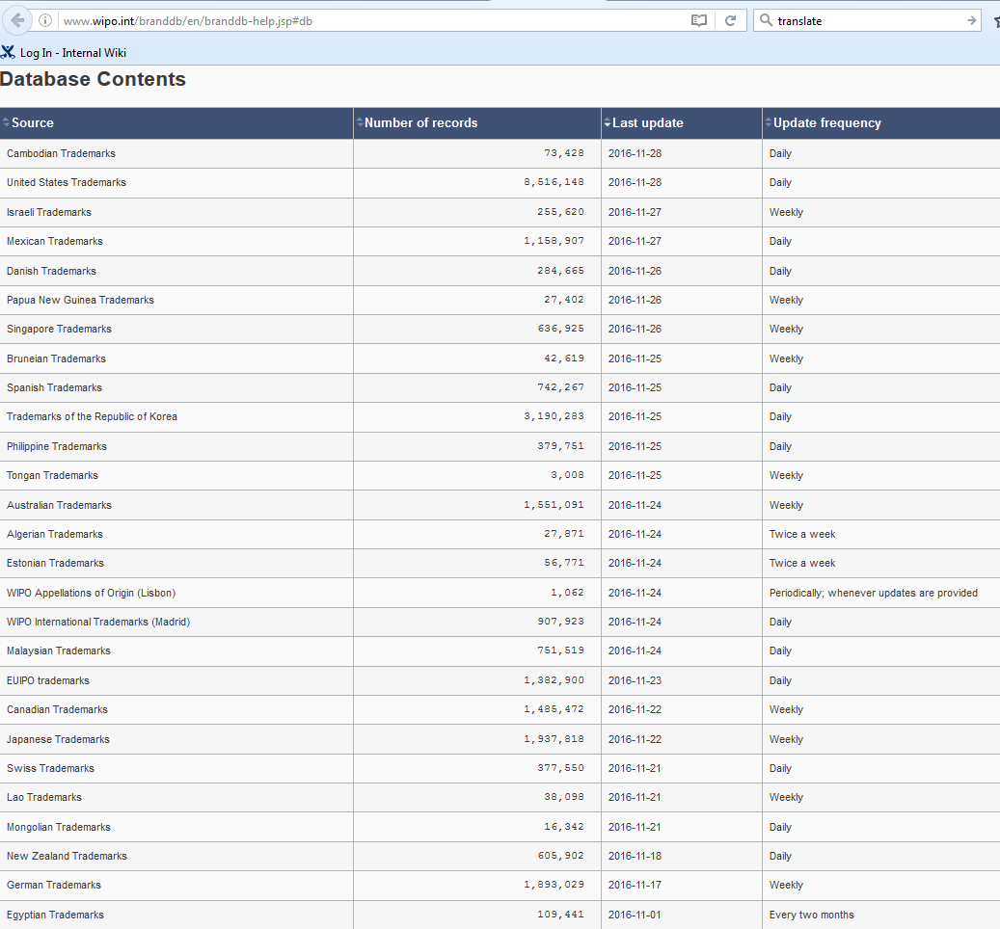 www.wipo.int/branddb/en/branddb-help.jsp#db translate
Log In - Internal Wiki
Database Contents
Source Number of records Last update Update frequency
Cambodian Trademarks 73,428 2016-11-28 Daily
United States Trademarks 8,516,148 2016-11-28 Daily
Israeli Trademarks 255,620 2016-11-27 Weekly
Mexican Trademarks 1,158,907 2016-11-27 Daily
Danish Trademarks 284,665 2016-11-26 Daily
Papua New Guinea Trademarks 27,402 2016-11-26 Weekly
Singapore Trademarks 636,925 2016-11-26 Weekly
Bruneian Trademarks 42,619 2016-11-25 Weekly
Spanish Trademarks 742,267 2016-11-25 Daily
Trademarks of the Republic of Korea 3,190,283 2016-11-25 Daily
Philippine Trademarks 379,751 2016-11-25 Daily
Tongan Trademarks 3,008 2016-11-25 Weekly
Australian Trademarks 1,551,091 2016-11-24 Weekly
Algerian Trademarks 27,871 2016-11-24 Twice a week
Estonian Trademarks 56,771 2016-11-24 Twice a week
WIPO Appellations of Origin (Lisbon) 1,062 2016-11-24 Periodically; whenever updates are provided
WIPO International Trademarks (Madrid) 907,923 2016-11-24 Daily
Malaysian Trademarks 751,519 2016-11-24 Daily
EUIPO trademarks 1,382,900 2016-11-23 Daily
Canadian Trademarks 1,485,472 2016-11-22 Weekly
Japanese Trademarks 1,937,818 2016-11-22 Weekly
Swiss Trademarks 377,550 2016-11-21 Daily
Lao Trademarks 38,098 2016-11-21 Weekly
Mongolian Trademarks 16,342 2016-11-21 Daily
New Zealand Trademarks 605,902 2016-11-18 Daily
German Trademarks 1,893,029 2016-11-17 Weekly
Egyptian Trademarks 109,441 2016-11-01 Every two months